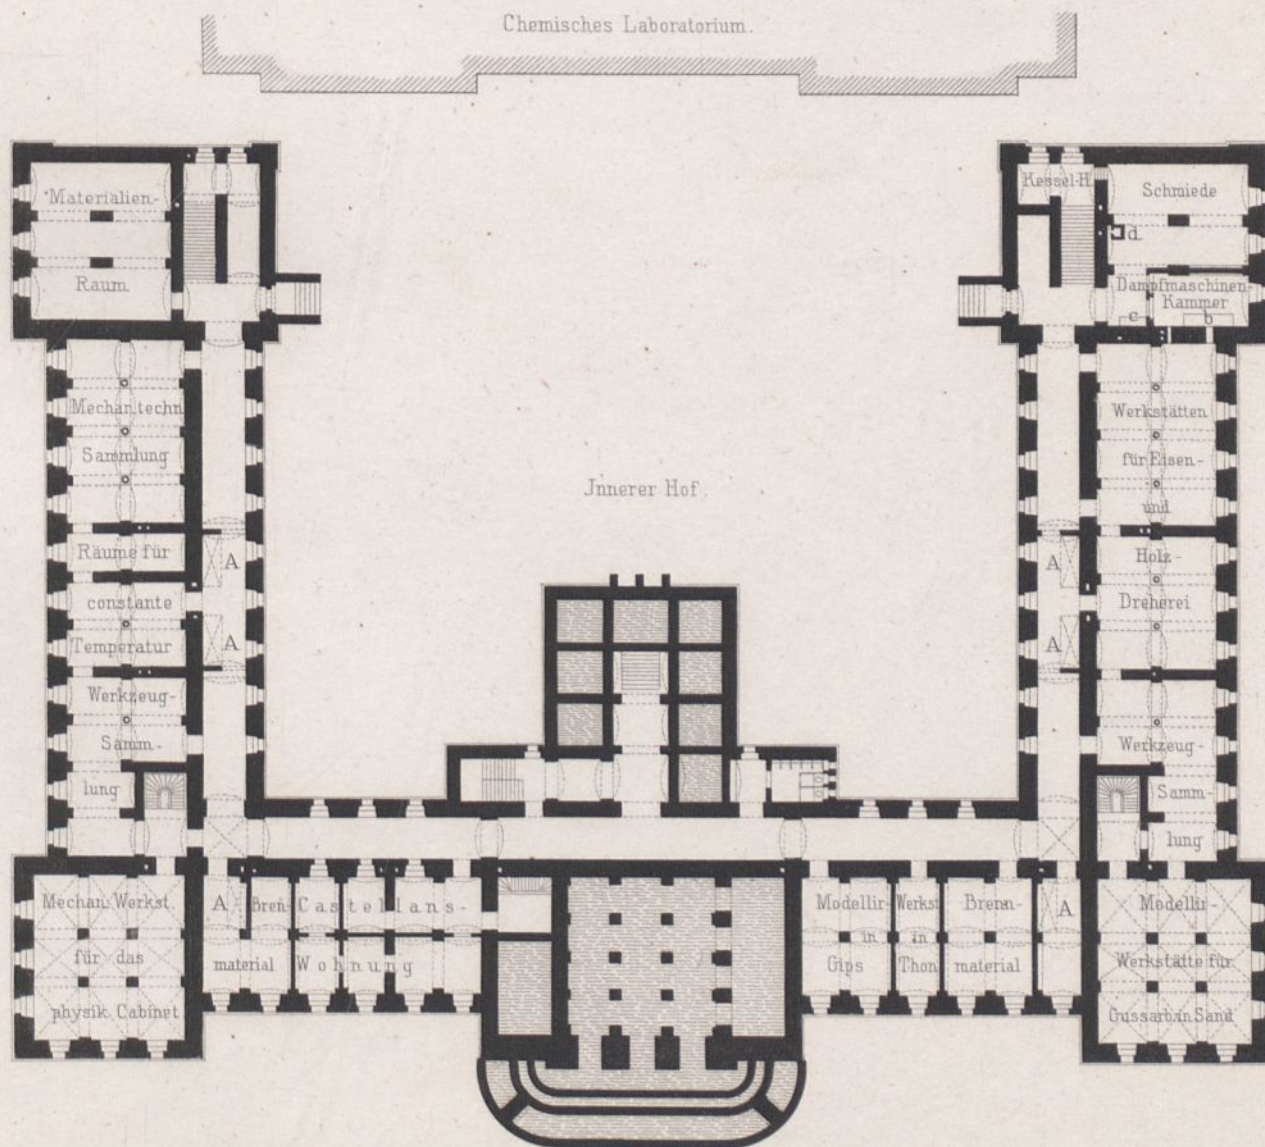 Chemisches Laboratorium.
Materialien-
Raum.
Kessel-H.
Schmiede
d.
Dampfmaschinen-
Kammer
c
b
Mechan. techn.
Sammlung
Räume für
constante
Temperatur
Werkzeug-
Samm-
lung
A
A
Jnnerer Hof.
Werkstätten
für Eisen-
und
Holz-
Dreherei
A
A
Werkzeug-
Samm-
lung
Mechan. Werkst.
für das
physik. Cabinet
A
Bren-
material
Castellans-
Wohnung
Modellir-
in
Gips
Werkst.
in
Thon
Brenn-
material
A
Modellir-
Werkstätte für
Gussarb. in Sand